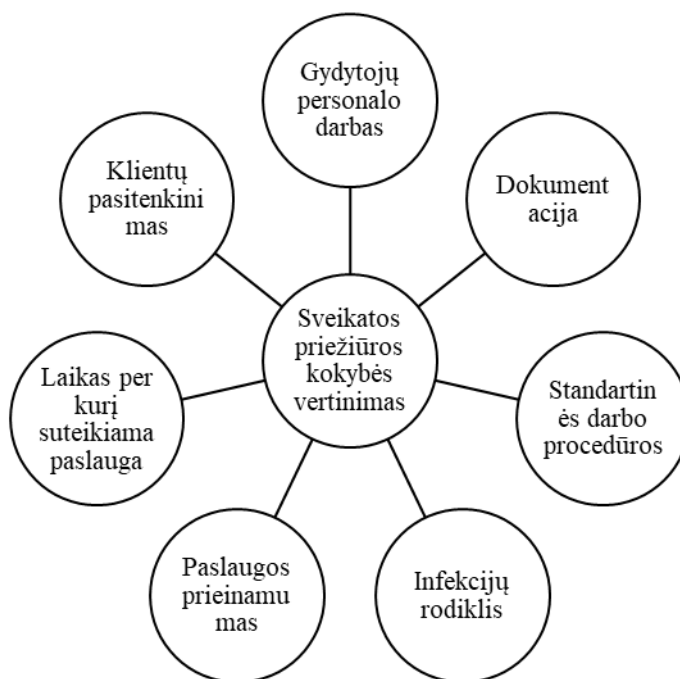 Gydytojų
personalo
darbas
Klientų
pasitenkini
mas
Dokument
acija
Sveikatos
priežiūros
kokybės
vertinimas
Laikas per
kurį
suteikiama
paslauga
Standartin
ės darbo
procedūros
Paslaugos
prieinamu
mas
Infekcijų
rodiklis